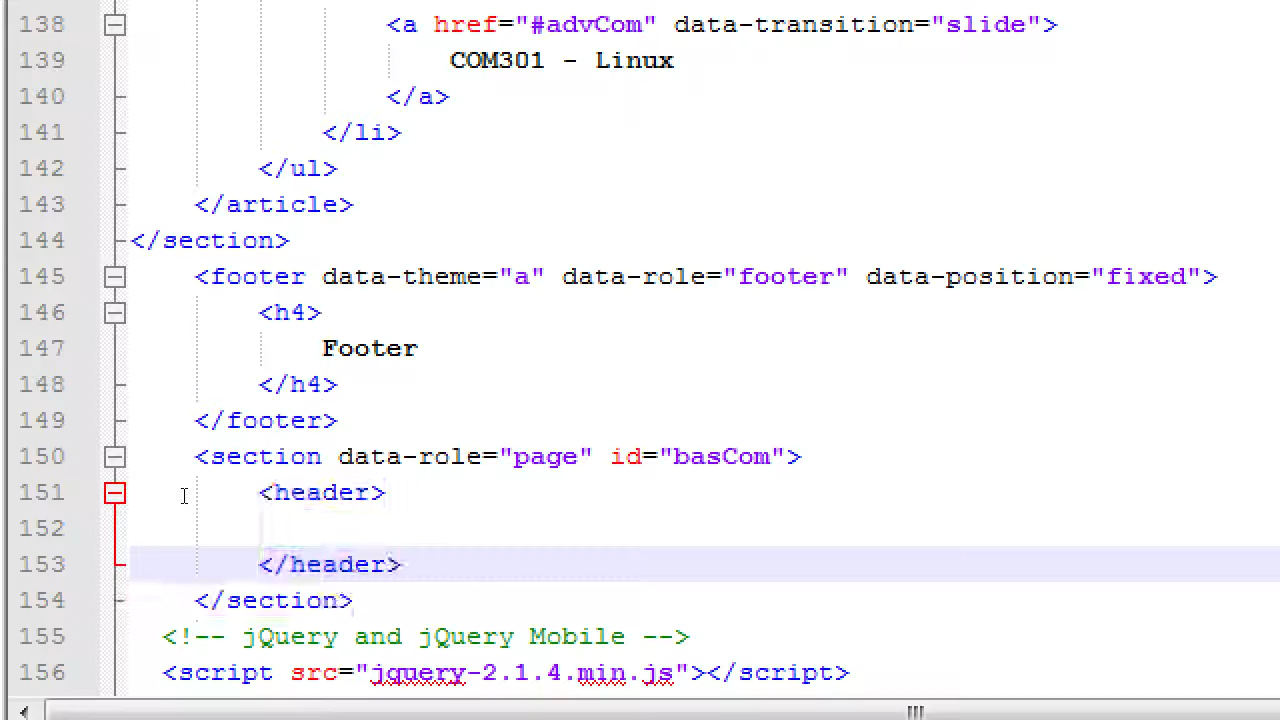 138 <a href="#advCom" data-transition="slide">
139 COM301 - Linux
140 </a>
141 </li>
142 </ul>
143 </article>
144 </section>
145 <footer data-theme="a" data-role="footer" data-position="fixed">
146 <h4>
147 Footer
148 </h4>
149 </footer>
150 <section data-role="page" id="basCom">
151 <header>
152
153 </header>
154 </section>
155 <!-- jQuery and jQuery Mobile -->
156 <script src="jquery-2.1.4.min.js"></script>